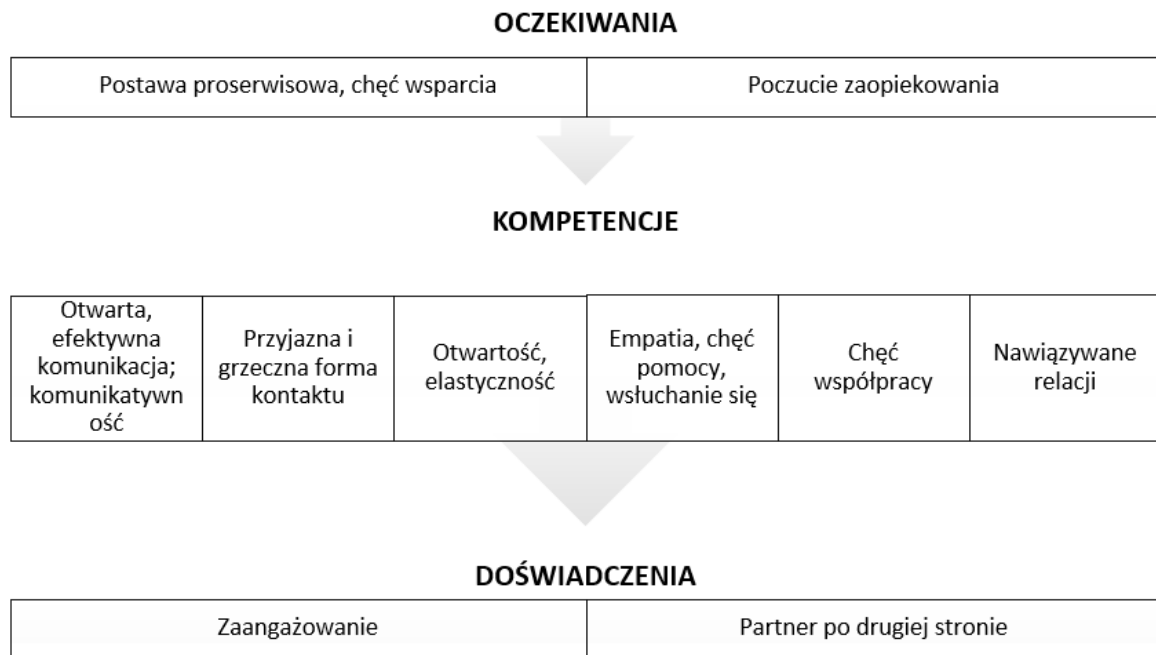 OCZEKIWANIA
Postawa proserwisowa, chęć wsparcia
Poczucie zaopiekowania
KOMPETENCJE
Otwarta,
efektywna
komunikacja;
komunikatywn
ość
Przyjazna i
grzeczna forma
kontaktu
Otwartość,
elastyczność
Empatia, chęć
pomocy,
wsłuchanie się
Chęć
współpracy
Nawiązywane
relacji
DOŚWIADCZENIA
Zaangażowanie
Partner po drugiej stronie